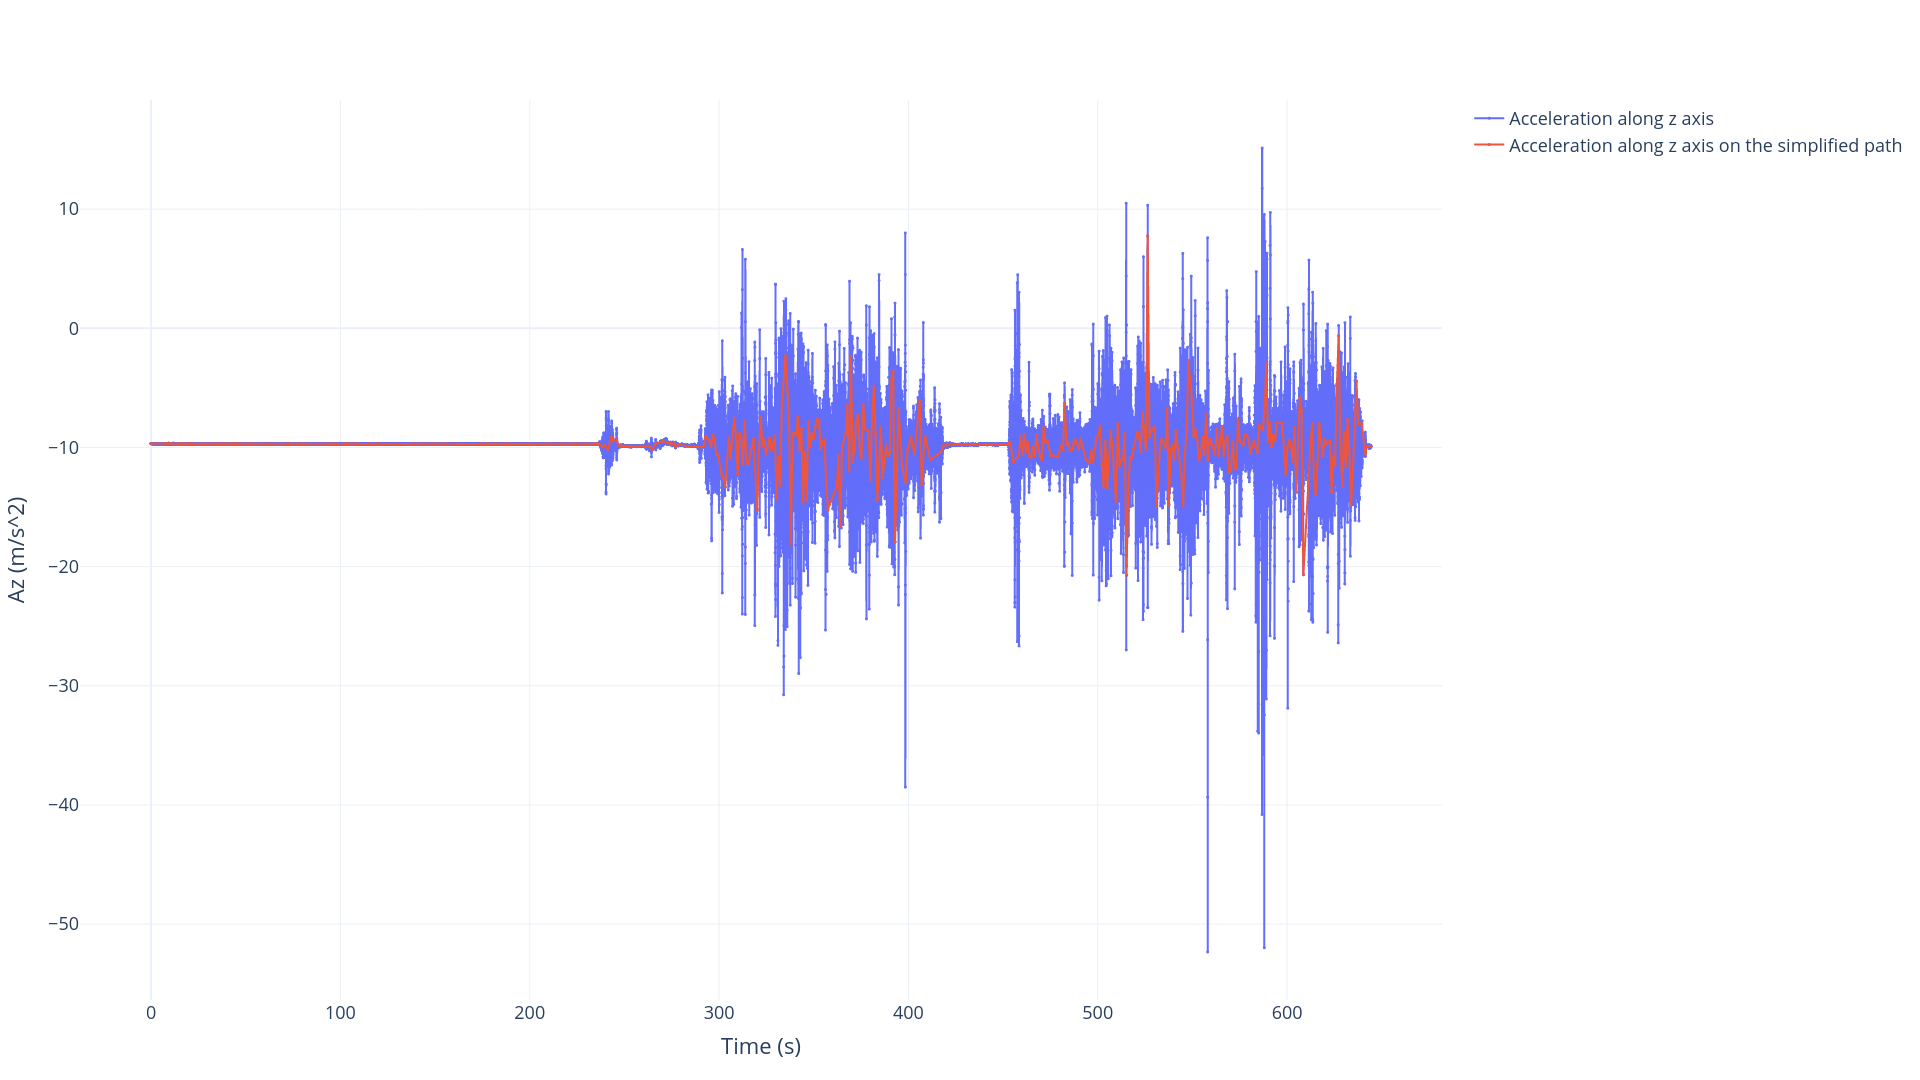 Acceleration along z axis
Acceleration along z axis on the simplified path
10
0
−10
−20
−30
−40
−50
Az (m/s^2)
0 100 200 300 400 500 600
Time (s)